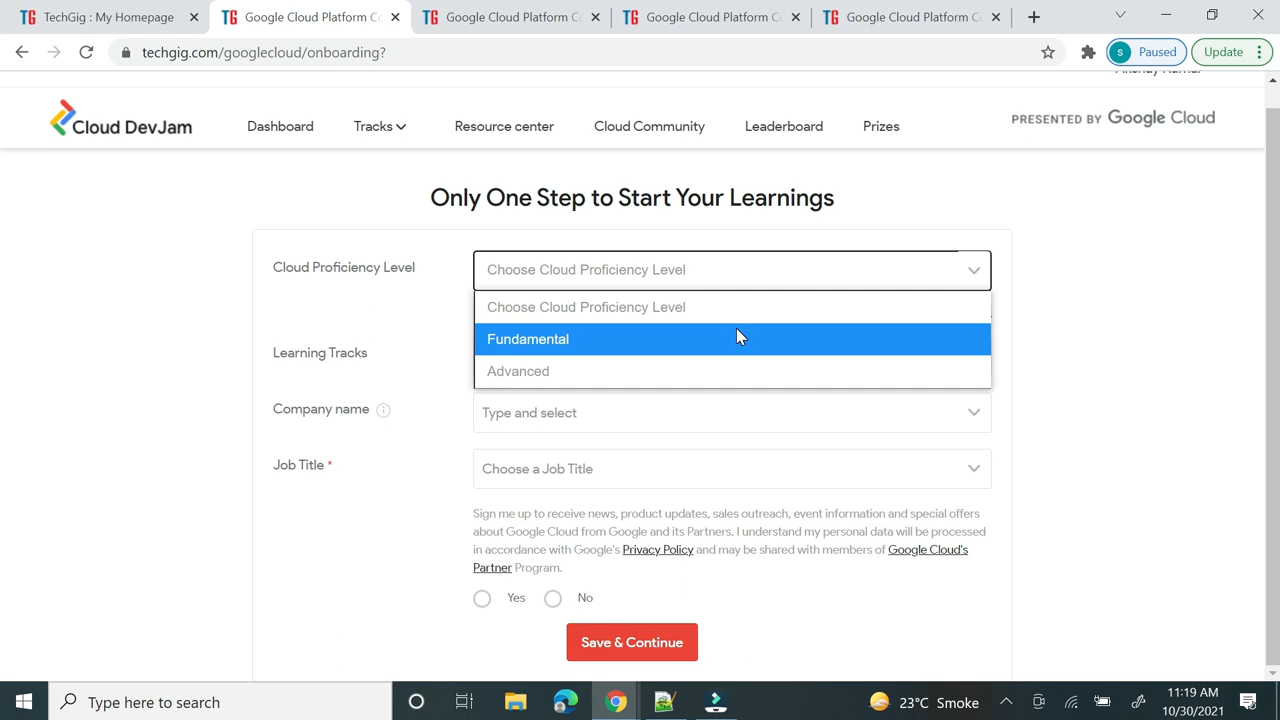 TG TechGig : My Homepage
TG Google Cloud Platform Co
TG Google Cloud Platform C
TG Google Cloud Platform C
TG Google Cloud Platform C
techgig.com/googlecloud/onboarding?
S Paused
Update
Cloud DevJam
Dashboard
Tracks
Resource center
Cloud Community
Leaderboard
Prizes
PRESENTED BY Google Cloud
Only One Step to Start Your Learnings
Cloud Proficiency Level
Choose Cloud Proficiency Level
Choose Cloud Proficiency Level
Fundamental
Advanced
Learning Tracks
Company name
Type and select
Job Title *
Choose a Job Title
Sign me up to receive news, product updates, sales outreach, event information and special offers
about Google Cloud from Google and its Partners. I understand my personal data will be processed
in accordance with Google's Privacy Policy and may be shared with members of Google Cloud's
Partner Program.
Yes
No
Save & Continue
Type here to search
23°C Smoke
11:19 AM
10/30/2021